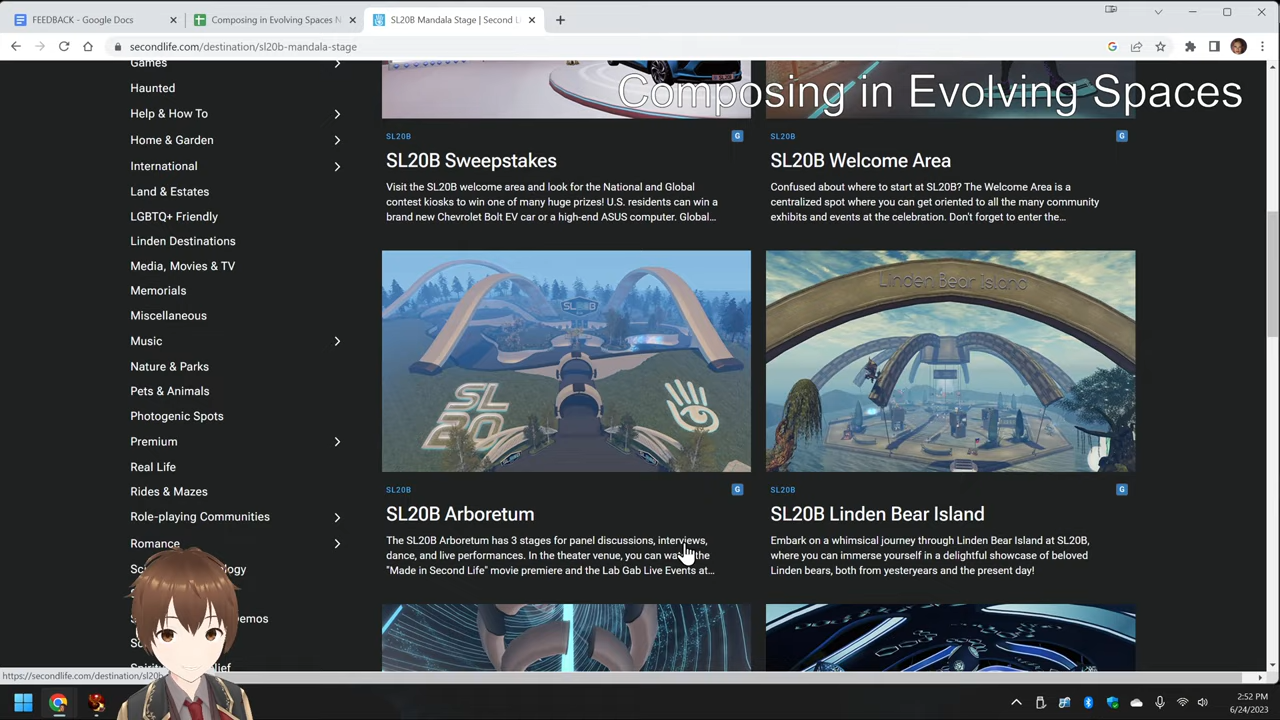 FEEDBACK - Google Docs
Composing in Evolving Spaces N
SL20B Mandala Stage | Second Li
secondlife.com/destination/sl20b-mandala-stage
Composing in Evolving Spaces
Games
Haunted
Help & How To
Home & Garden
International
Land & Estates
LGBTQ+ Friendly
Linden Destinations
Media, Movies & TV
Memorials
Miscellaneous
Music
Nature & Parks
Pets & Animals
Photogenic Spots
Premium
Real Life
Rides & Mazes
Role-playing Communities
Romance
SL20B
G
SL20B Sweepstakes
Visit the SL20B welcome area and look for the National and Global
contest kiosks to win one of many huge prizes! U.S. residents can win a
brand new Chevrolet Bolt EV car or a high-end ASUS computer. Global...
SL20B
G
SL20B Welcome Area
Confused about where to start at SL20B? The Welcome Area is a
centralized spot where you can get oriented to all the many community
exhibits and events at the celebration. Don't forget to enter the...
SL20B
SL
20
Linden Bear Island
SL20B
G
SL20B Arboretum
The SL20B Arboretum has 3 stages for panel discussions, interviews,
dance, and live performances. In the theater venue, you can the
"Made in Second Life" movie premiere and the Lab Gab Live Events at...
SL20B
G
SL20B Linden Bear Island
Embark on a whimsical journey through Linden Bear Island at SL20B,
where you can immerse yourself in a delightful showcase of beloved
Linden bears, both from yesteryears and the present day!
https://secondlife.com/destination/sl20b
2:52 PM
6/24/2023